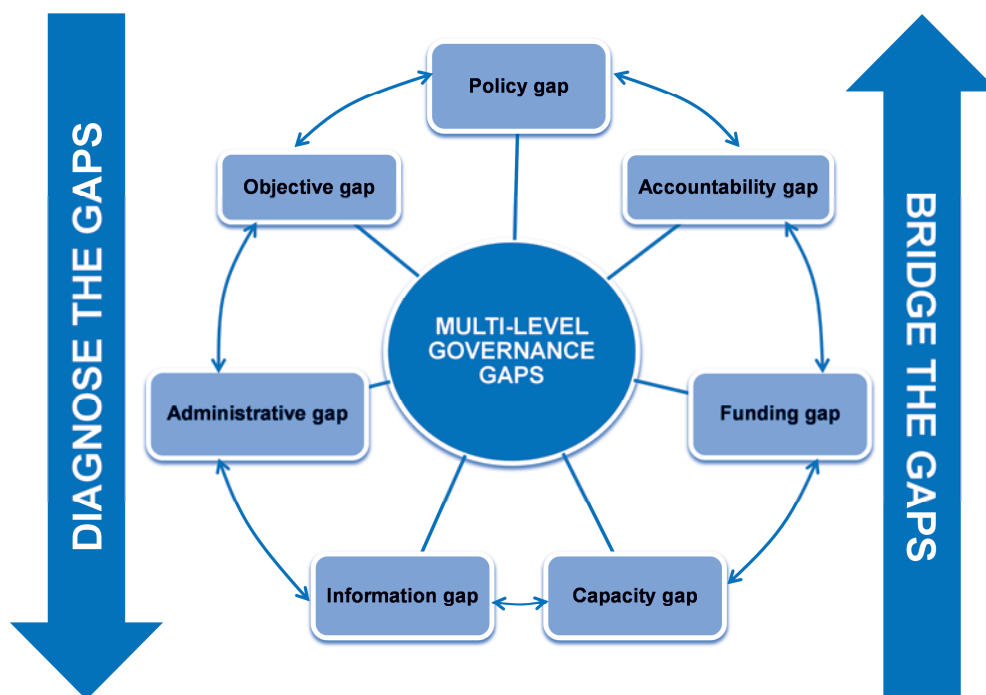 DIAGNOSE THE GAPS
Policy gap
Objective gap
Accountability gap
MULTI-LEVEL
GOVERNANCE
GAPS
Administrative gap
Funding gap
Information gap
Capacity gap
BRIDGE THE GAPS